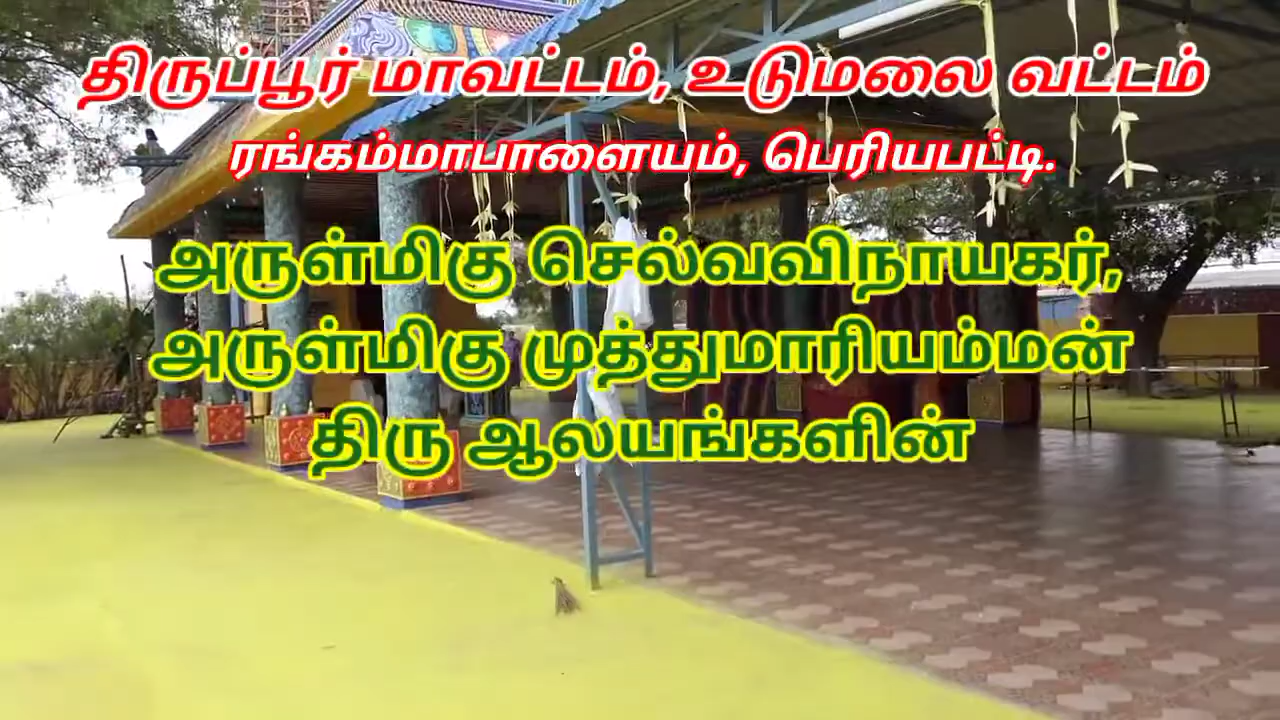 திருப்பூர் மாவட்டம், உடுமலை வட்டம்
ரங்கம்மாபாளையம், பெரியபட்டி.
அருள்மிகு செல்வவிநாயகர்,
அருள்மிகு முத்துமாரியம்மன்
திரு ஆலயங்களின்